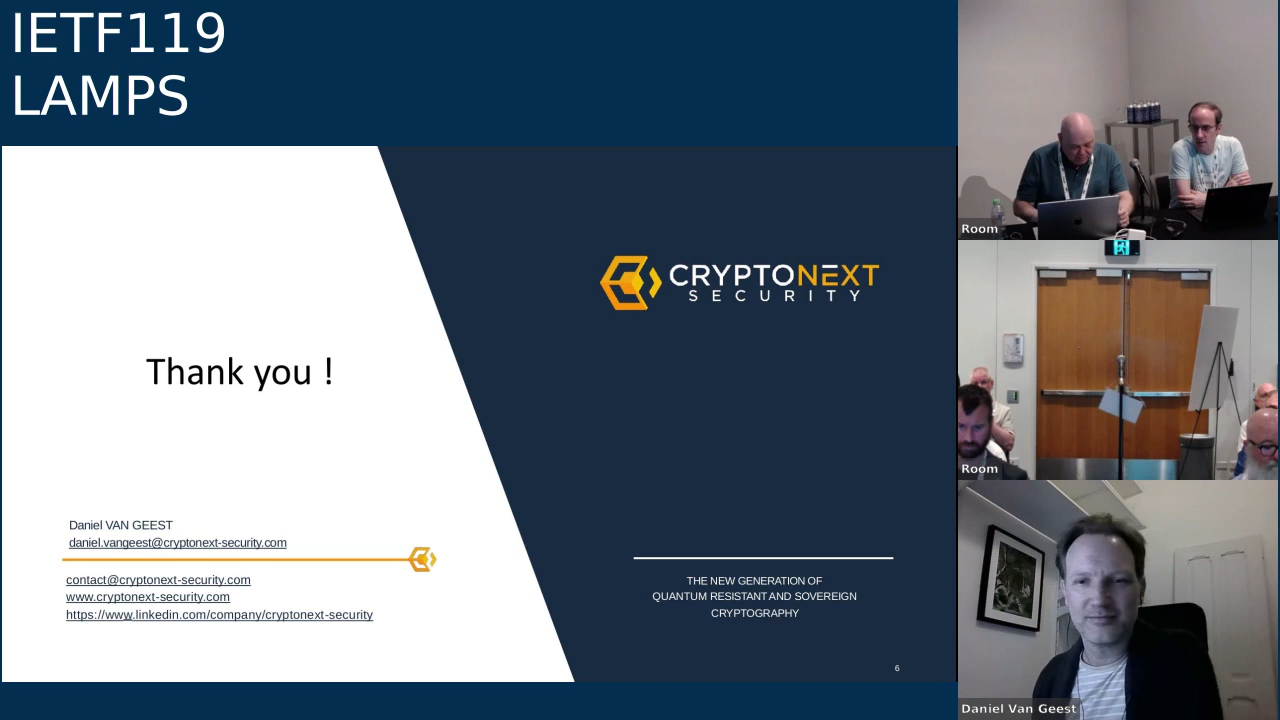 IETF119
LAMPS
CRYPTONEXT
SECURITY
Thank you !
Daniel VAN GEEST
daniel.vangeest@cryptonext-security.com
contact@cryptonext-security.com
www.cryptonext-security.com
https://www.linkedin.com/company/cryptonext-security
THE NEW GENERATION OF
QUANTUM RESISTANT AND SOVEREIGN
CRYPTOGRAPHY
6
Room
Room
Daniel Van Geest